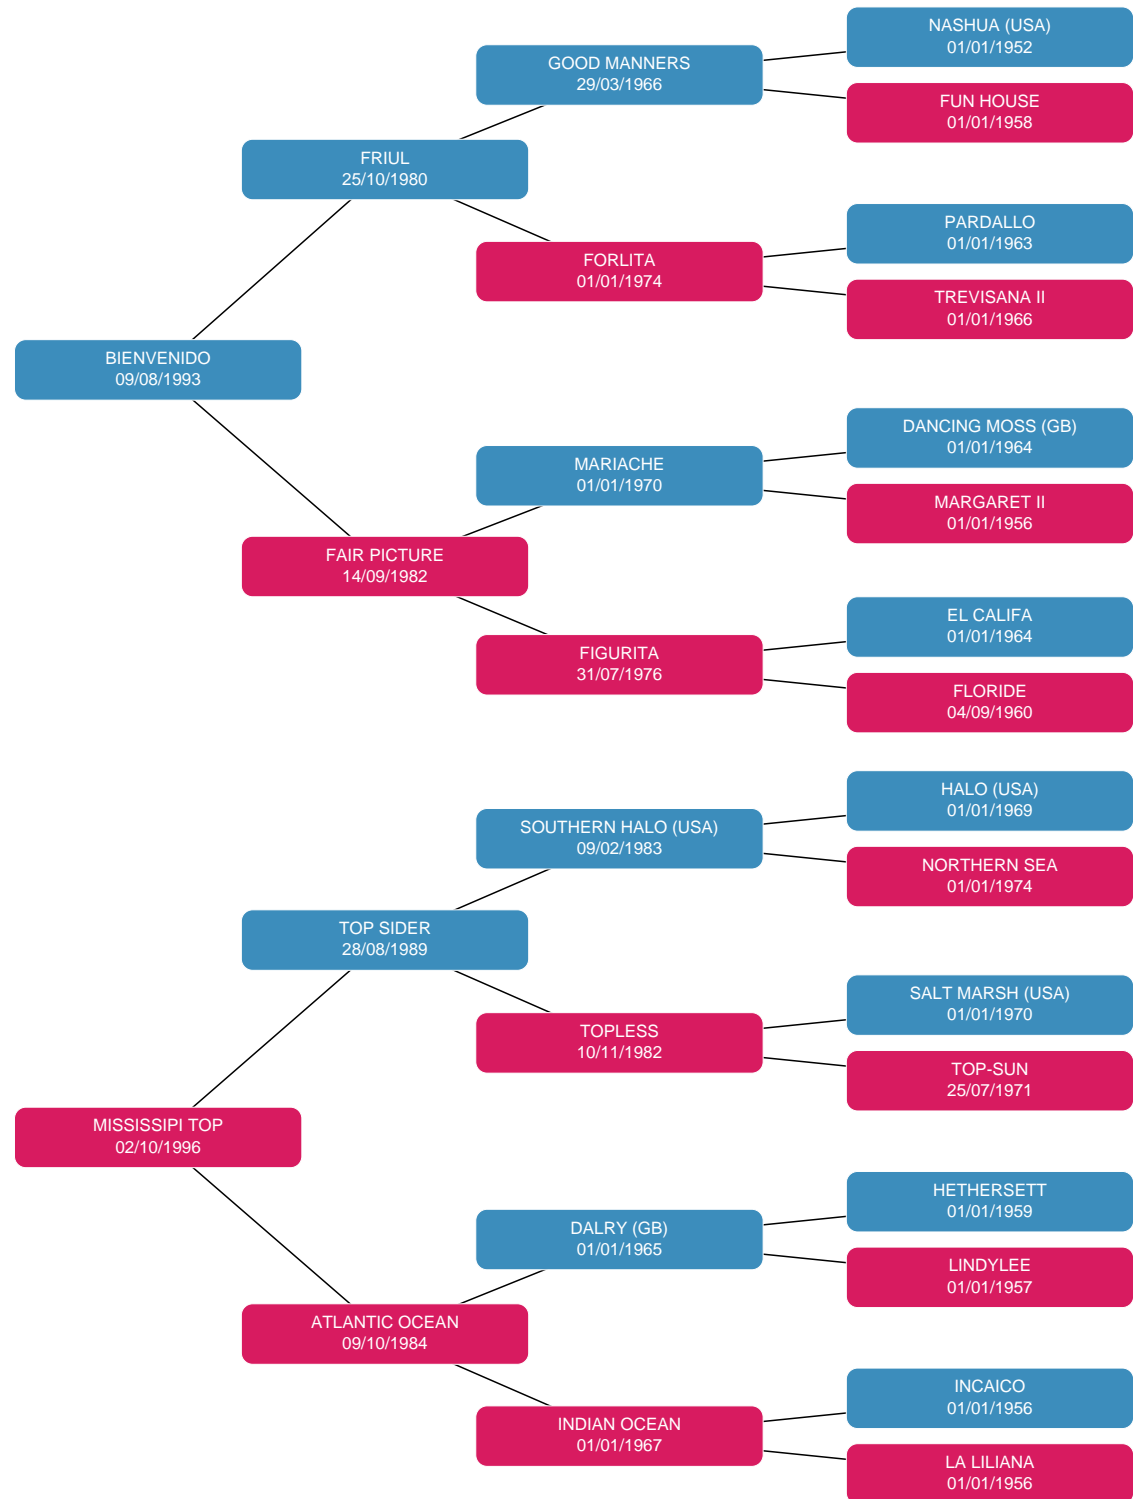 NASHUA (USA)
01/01/1952
GOOD MANNERS
29/03/1966
FUN HOUSE
01/01/1958
FRIUL
25/10/1980
PARDALLO
01/01/1963
FORLITA
01/01/1974
TREVISANA II
01/01/1966
BIENVENIDO
09/08/1993
DANCING MOSS (GB)
01/01/1964
MARIACHE
01/01/1970
MARGARET II
01/01/1956
FAIR PICTURE
14/09/1982
EL CALIFA
01/01/1964
FIGURITA
31/07/1976
FLORIDE
04/09/1960
HALO (USA)
01/01/1969
SOUTHERN HALO (USA)
09/02/1983
NORTHERN SEA
01/01/1974
TOP SIDER
28/08/1989
SALT MARSH (USA)
01/01/1970
TOPLESS
10/11/1982
TOP-SUN
25/07/1971
MISSISSIPI TOP
02/10/1996
HETHERSETT
01/01/1959
DALRY (GB)
01/01/1965
LINDYLEE
01/01/1957
ATLANTIC OCEAN
09/10/1984
INCAICO
01/01/1956
INDIAN OCEAN
01/01/1967
LA LILIANA
01/01/1956